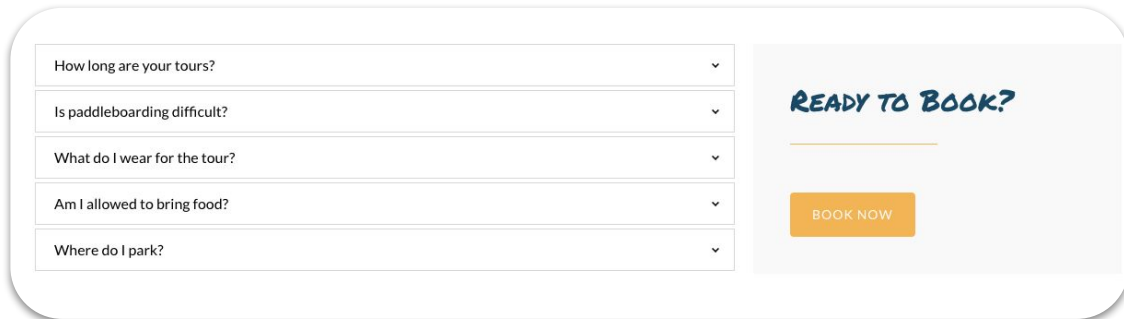 How long are your tours?
Is paddleboarding difficult?
What do I wear for the tour?
Am I allowed to bring food?
Where do I park?
READY TO BOOK?
BOOK NOW